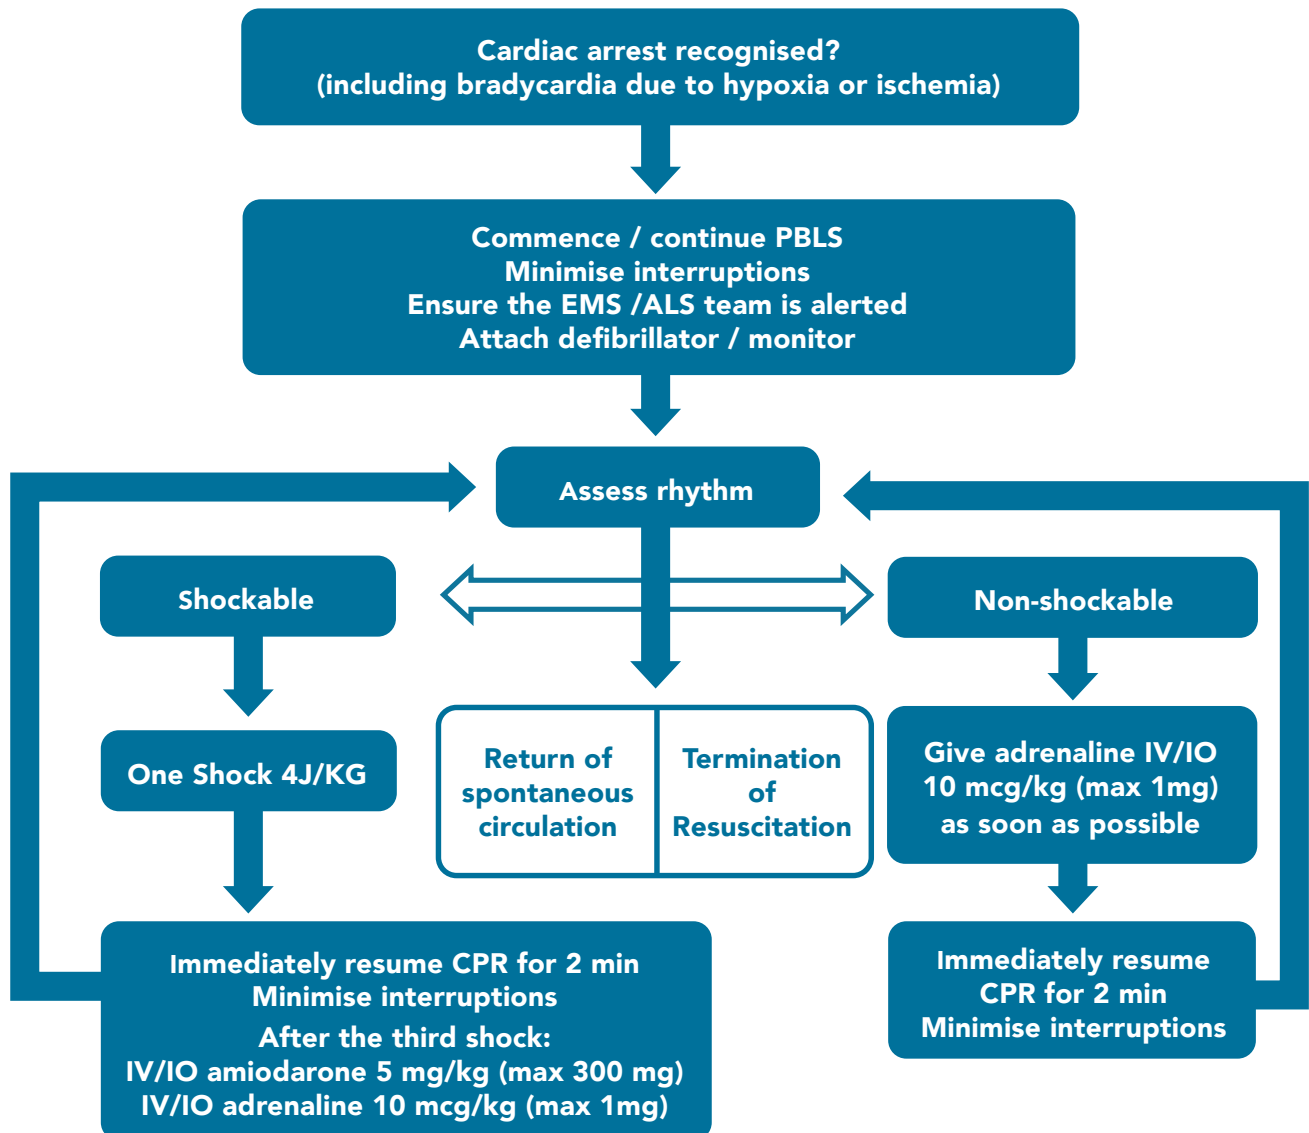 Cardiac arrest recognised?
(including bradycardia due to hypoxia or ischemia)
Commence / continue PBLS
Minimise interruptions
Ensure the EMS /ALS team is alerted
Attach defibrillator / monitor
Assess rhythm
Shockable
Non-shockable
One Shock 4J/KG
Return of
spontaneous
circulation
Termination
of
Resuscitation
Give adrenaline IV/IO
10 mcg/kg (max 1mg)
as soon as possible
Immediately resume CPR for 2 min
Minimise interruptions
After the third shock:
IV/IO amiodarone 5 mg/kg (max 300 mg)
IV/IO adrenaline 10 mcg/kg (max 1mg)
Immediately resume
CPR for 2 min
Minimise interruptions